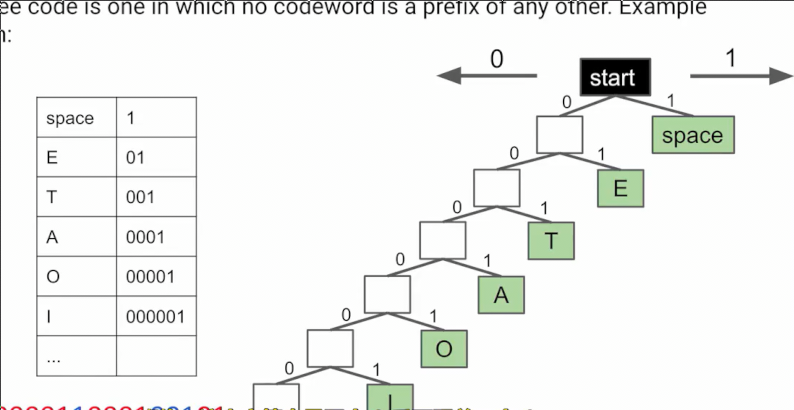 ee code is one in which no codeword is a prefix of any other. Example
n:
0 start 1
space 1
E 01
T 001
A 0001
O 00001
I 000001
...
0 1
space
0 1
E
0 1
T
0 1
A
0 1
O
0 1
I